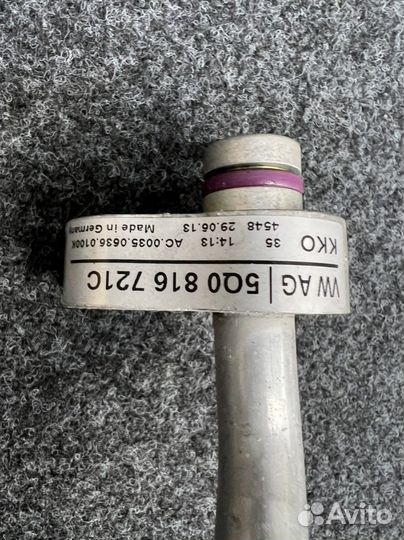 VW AG | 5Q0 816 721C
KKO
35 14:13 AC.0035.0636.0100K
4548 29.06.13 Made in Germany
Avito